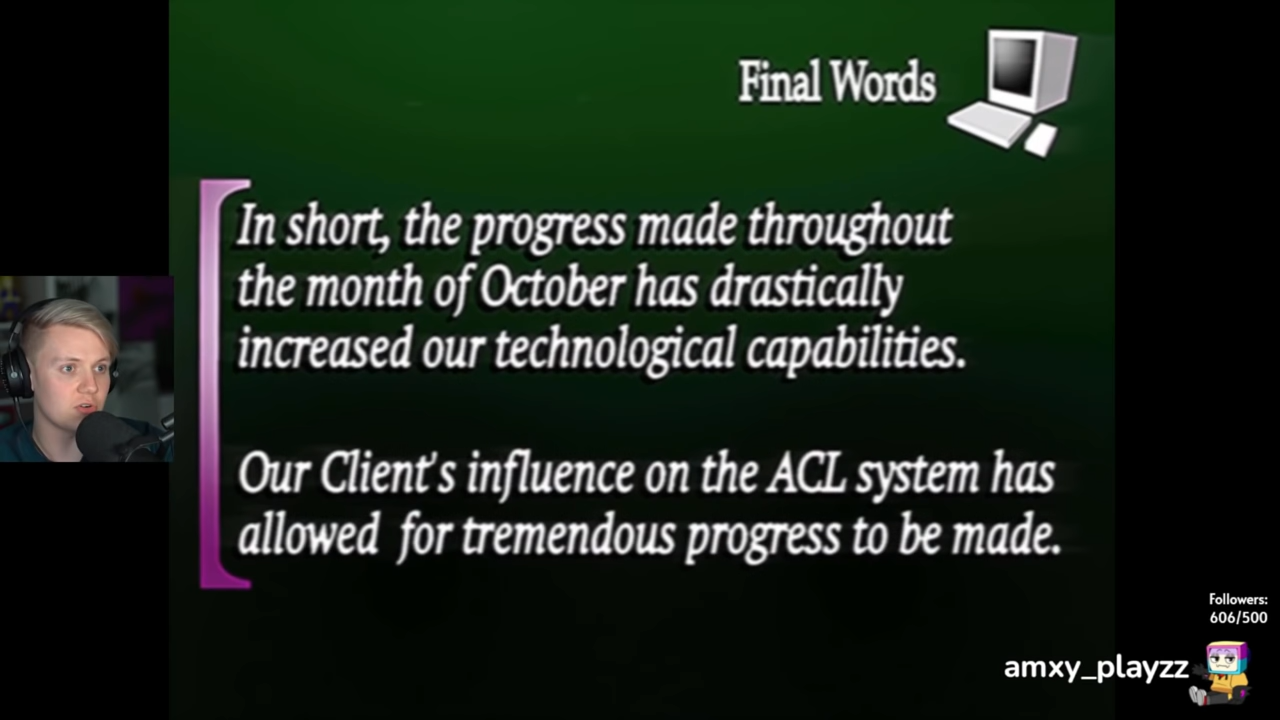 Final Words
In short, the progress made throughout
the month of October has drastically
increased our technological capabilities.
Our Client's influence on the ACL system has
allowed for tremendous progress to be made.
Followers:
606/500
amxy_playzz